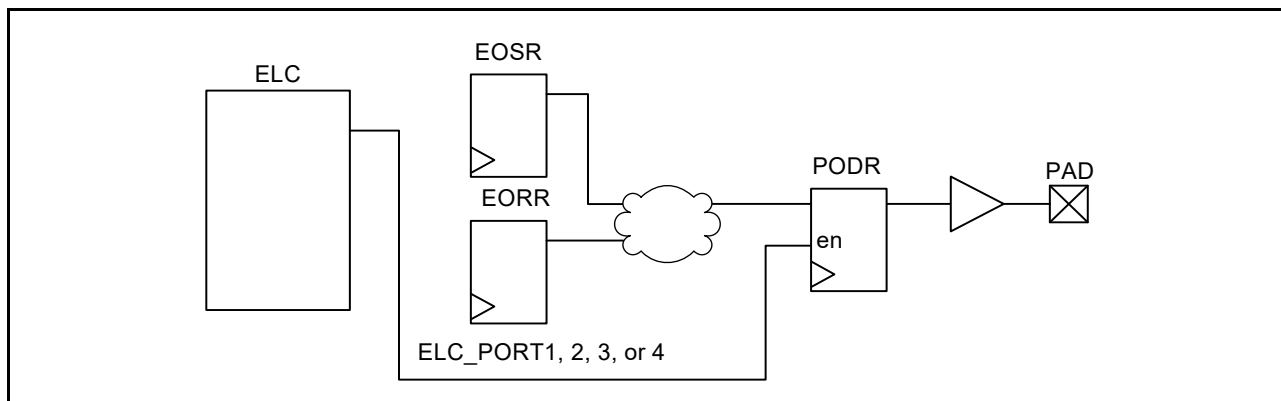 ELC
EOSR
EORR
PODR
en
PAD
ELC_PORT1, 2, 3, or 4